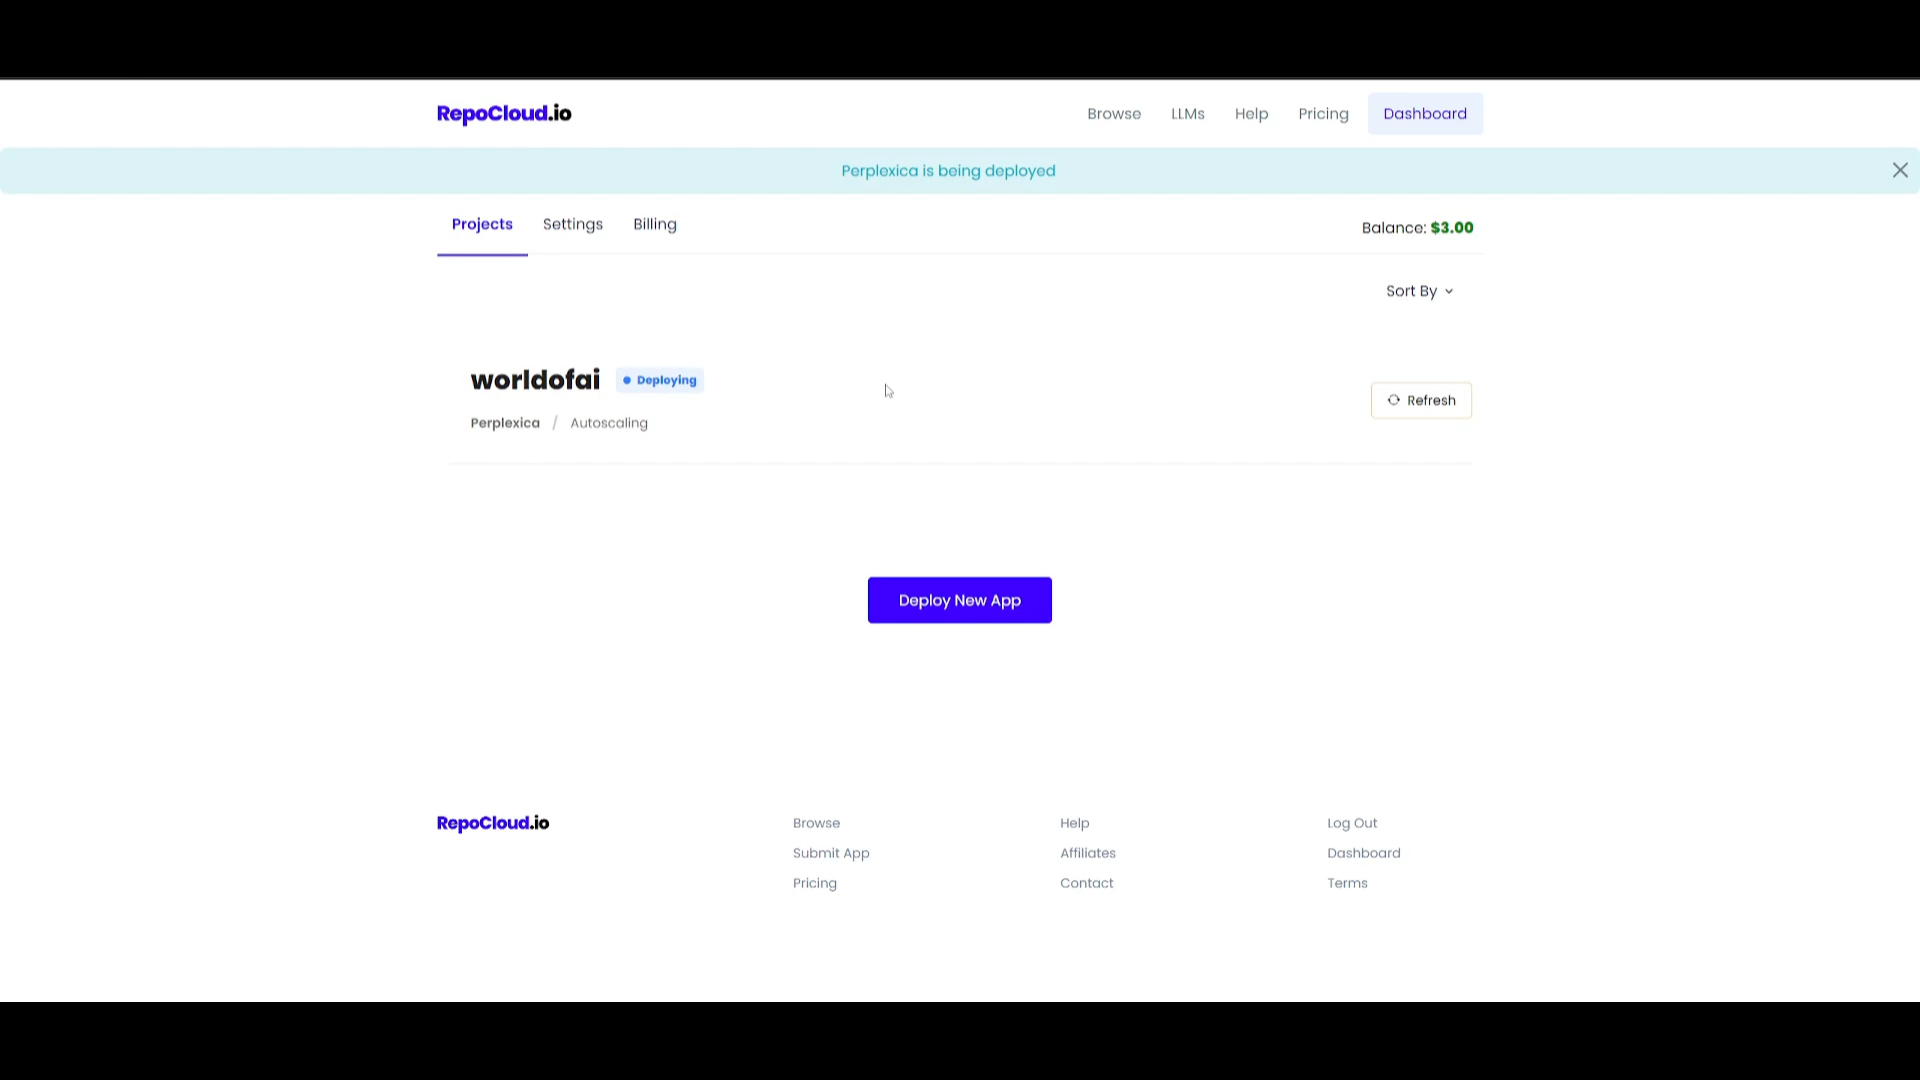 RepoCloud.io
Browse LLMs Help Pricing Dashboard
Perplexica is being deployed
Projects Settings Billing
Balance: $3.00
Sort By
worldofai Deploying
Perplexica / Autoscaling
Refresh
Deploy New App
RepoCloud.io
Browse
Submit App
Pricing
Help
Affiliates
Contact
Log Out
Dashboard
Terms